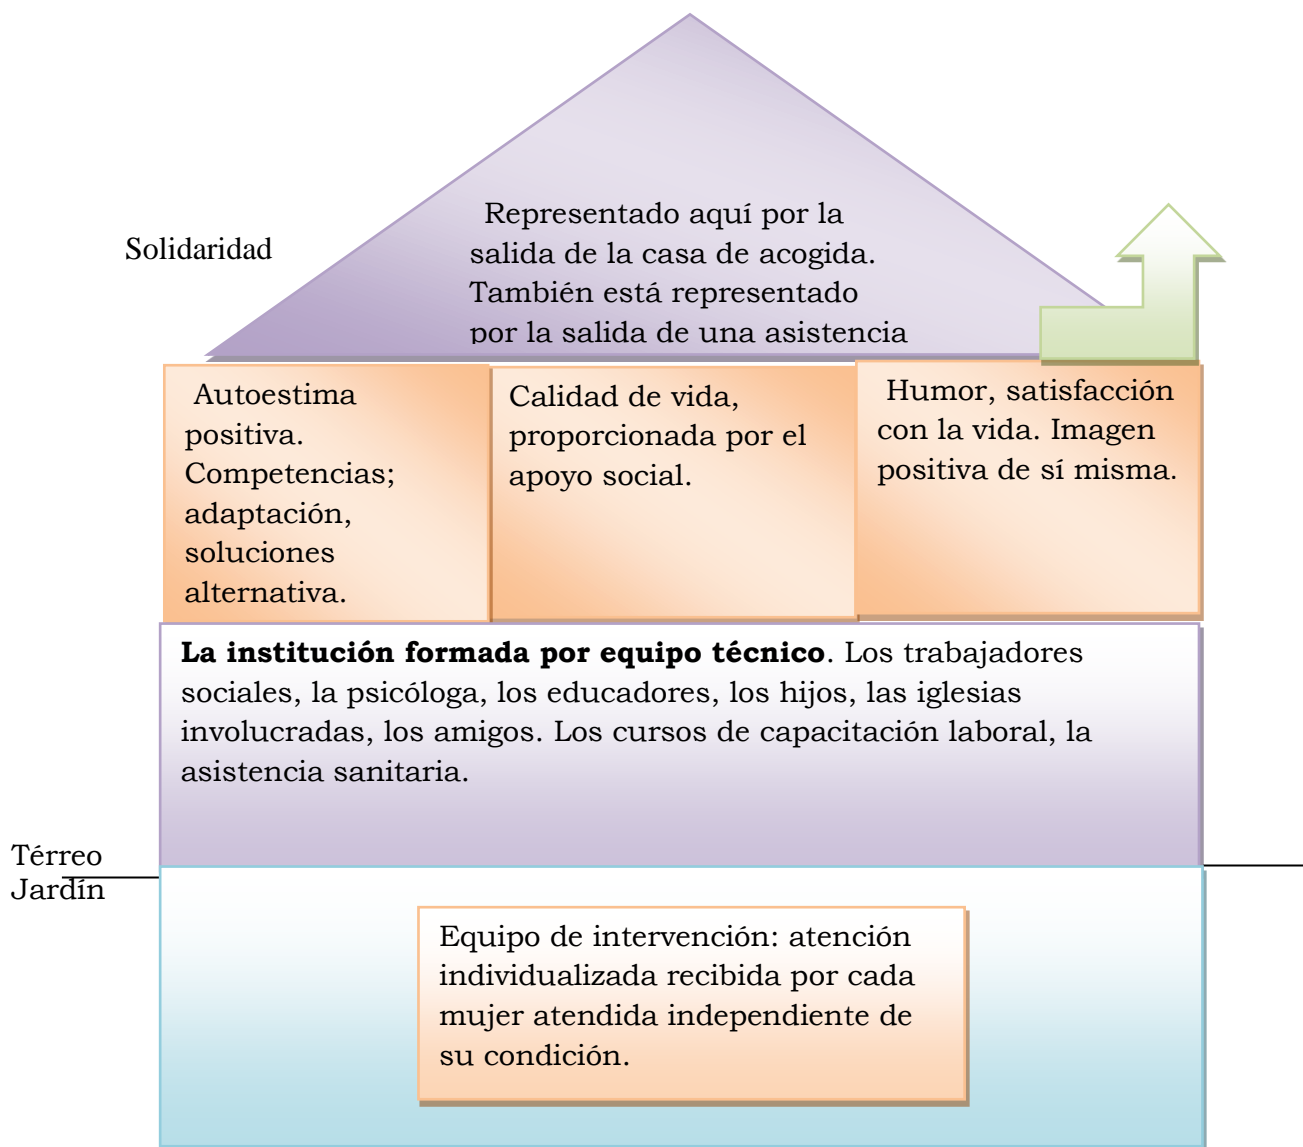 Representado aquí por la
salida de la casa de acogida.
También está representado
por la salida de una asistencia
Solidaridad
Autoestima
positiva.
Competencias;
adaptación,
soluciones
alternativa.
Calidad de vida,
proporcionada por el
apoyo social.
Humor, satisfacción
con la vida. Imagen
positiva de sí misma.
La institución formada por equipo técnico. Los trabajadores
sociales, la psicóloga, los educadores, los hijos, las iglesias
involucradas, los amigos. Los cursos de capacitación laboral, la
asistencia sanitaria.
Térreo
Jardín
Equipo de intervención: atención
individualizada recibida por cada
mujer atendida independiente de
su condición.